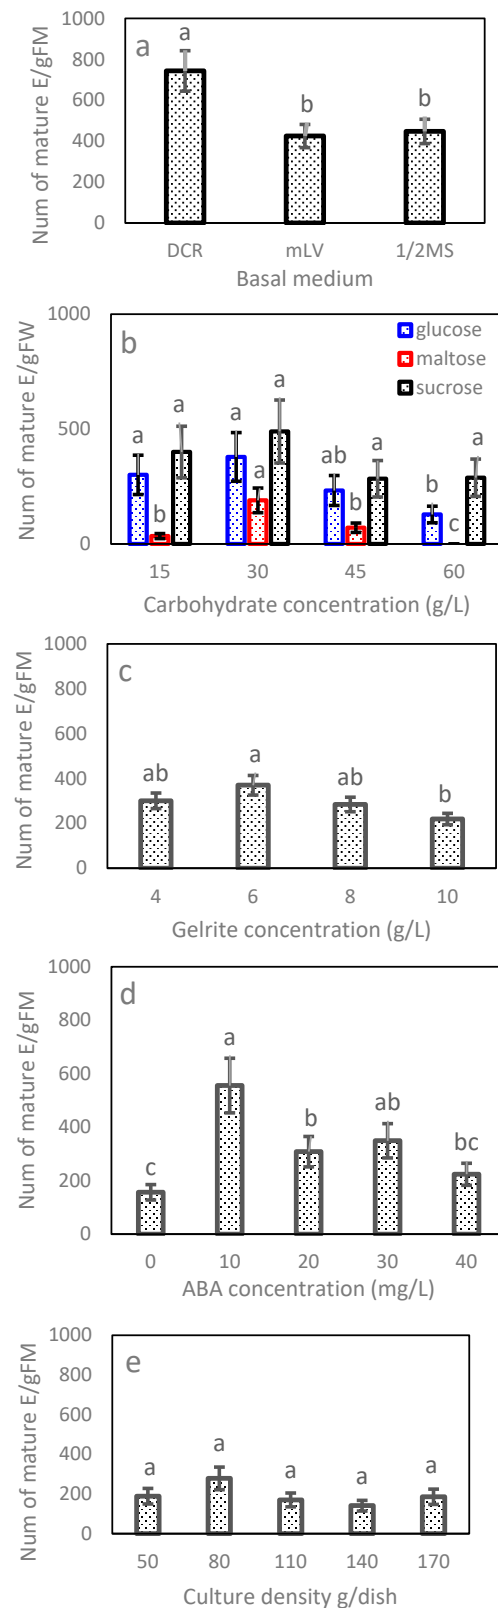 Num of mature E/gFM
1000
800
600
400
200
0
a
a
b
b
DCR
mLV
1/2MS
Basal medium
Num of mature E/gFW
1000
500
0
b
glucose
maltose
sucrose
a
b
a
a
a
a
ab
b
a
b
c
a
15
30
45
60
Carbohydrate concentration (g/L)
Num of mature E/gFM
1000
800
600
400
200
0
c
ab
a
ab
b
4
6
8
10
Gelrite concentration (g/L)
Num of mature E/gFM
1000
800
600
400
200
0
d
c
a
b
ab
bc
0
10
20
30
40
ABA concentration (mg/L)
Num of mature E/gFM
1000
800
600
400
200
0
e
a
a
a
a
a
50
80
110
140
170
Culture density g/dish